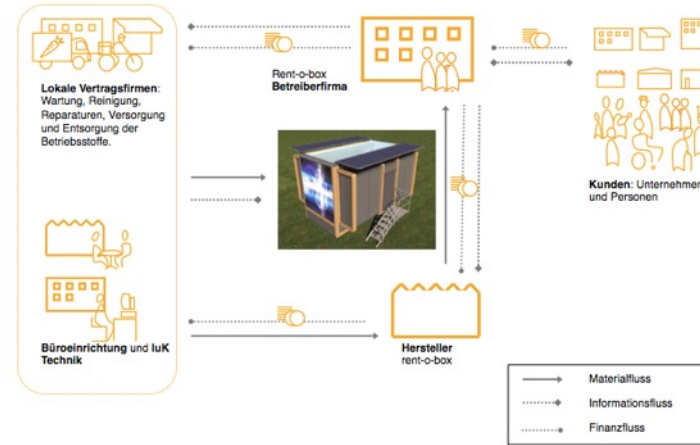 Lokale Vertragsfirmen:
Wartung, Reinigung,
Reparaturen, Versorgung
und Entsorgung der
Betriebsstoffe.
Rent-o-box
Betreiberfirma
Kunden: Unternehmen
und Personen
Büroeinrichtung und IuK
Technik
Hersteller
rent-o-box
Materialfluss
Informationsfluss
Finanzfluss